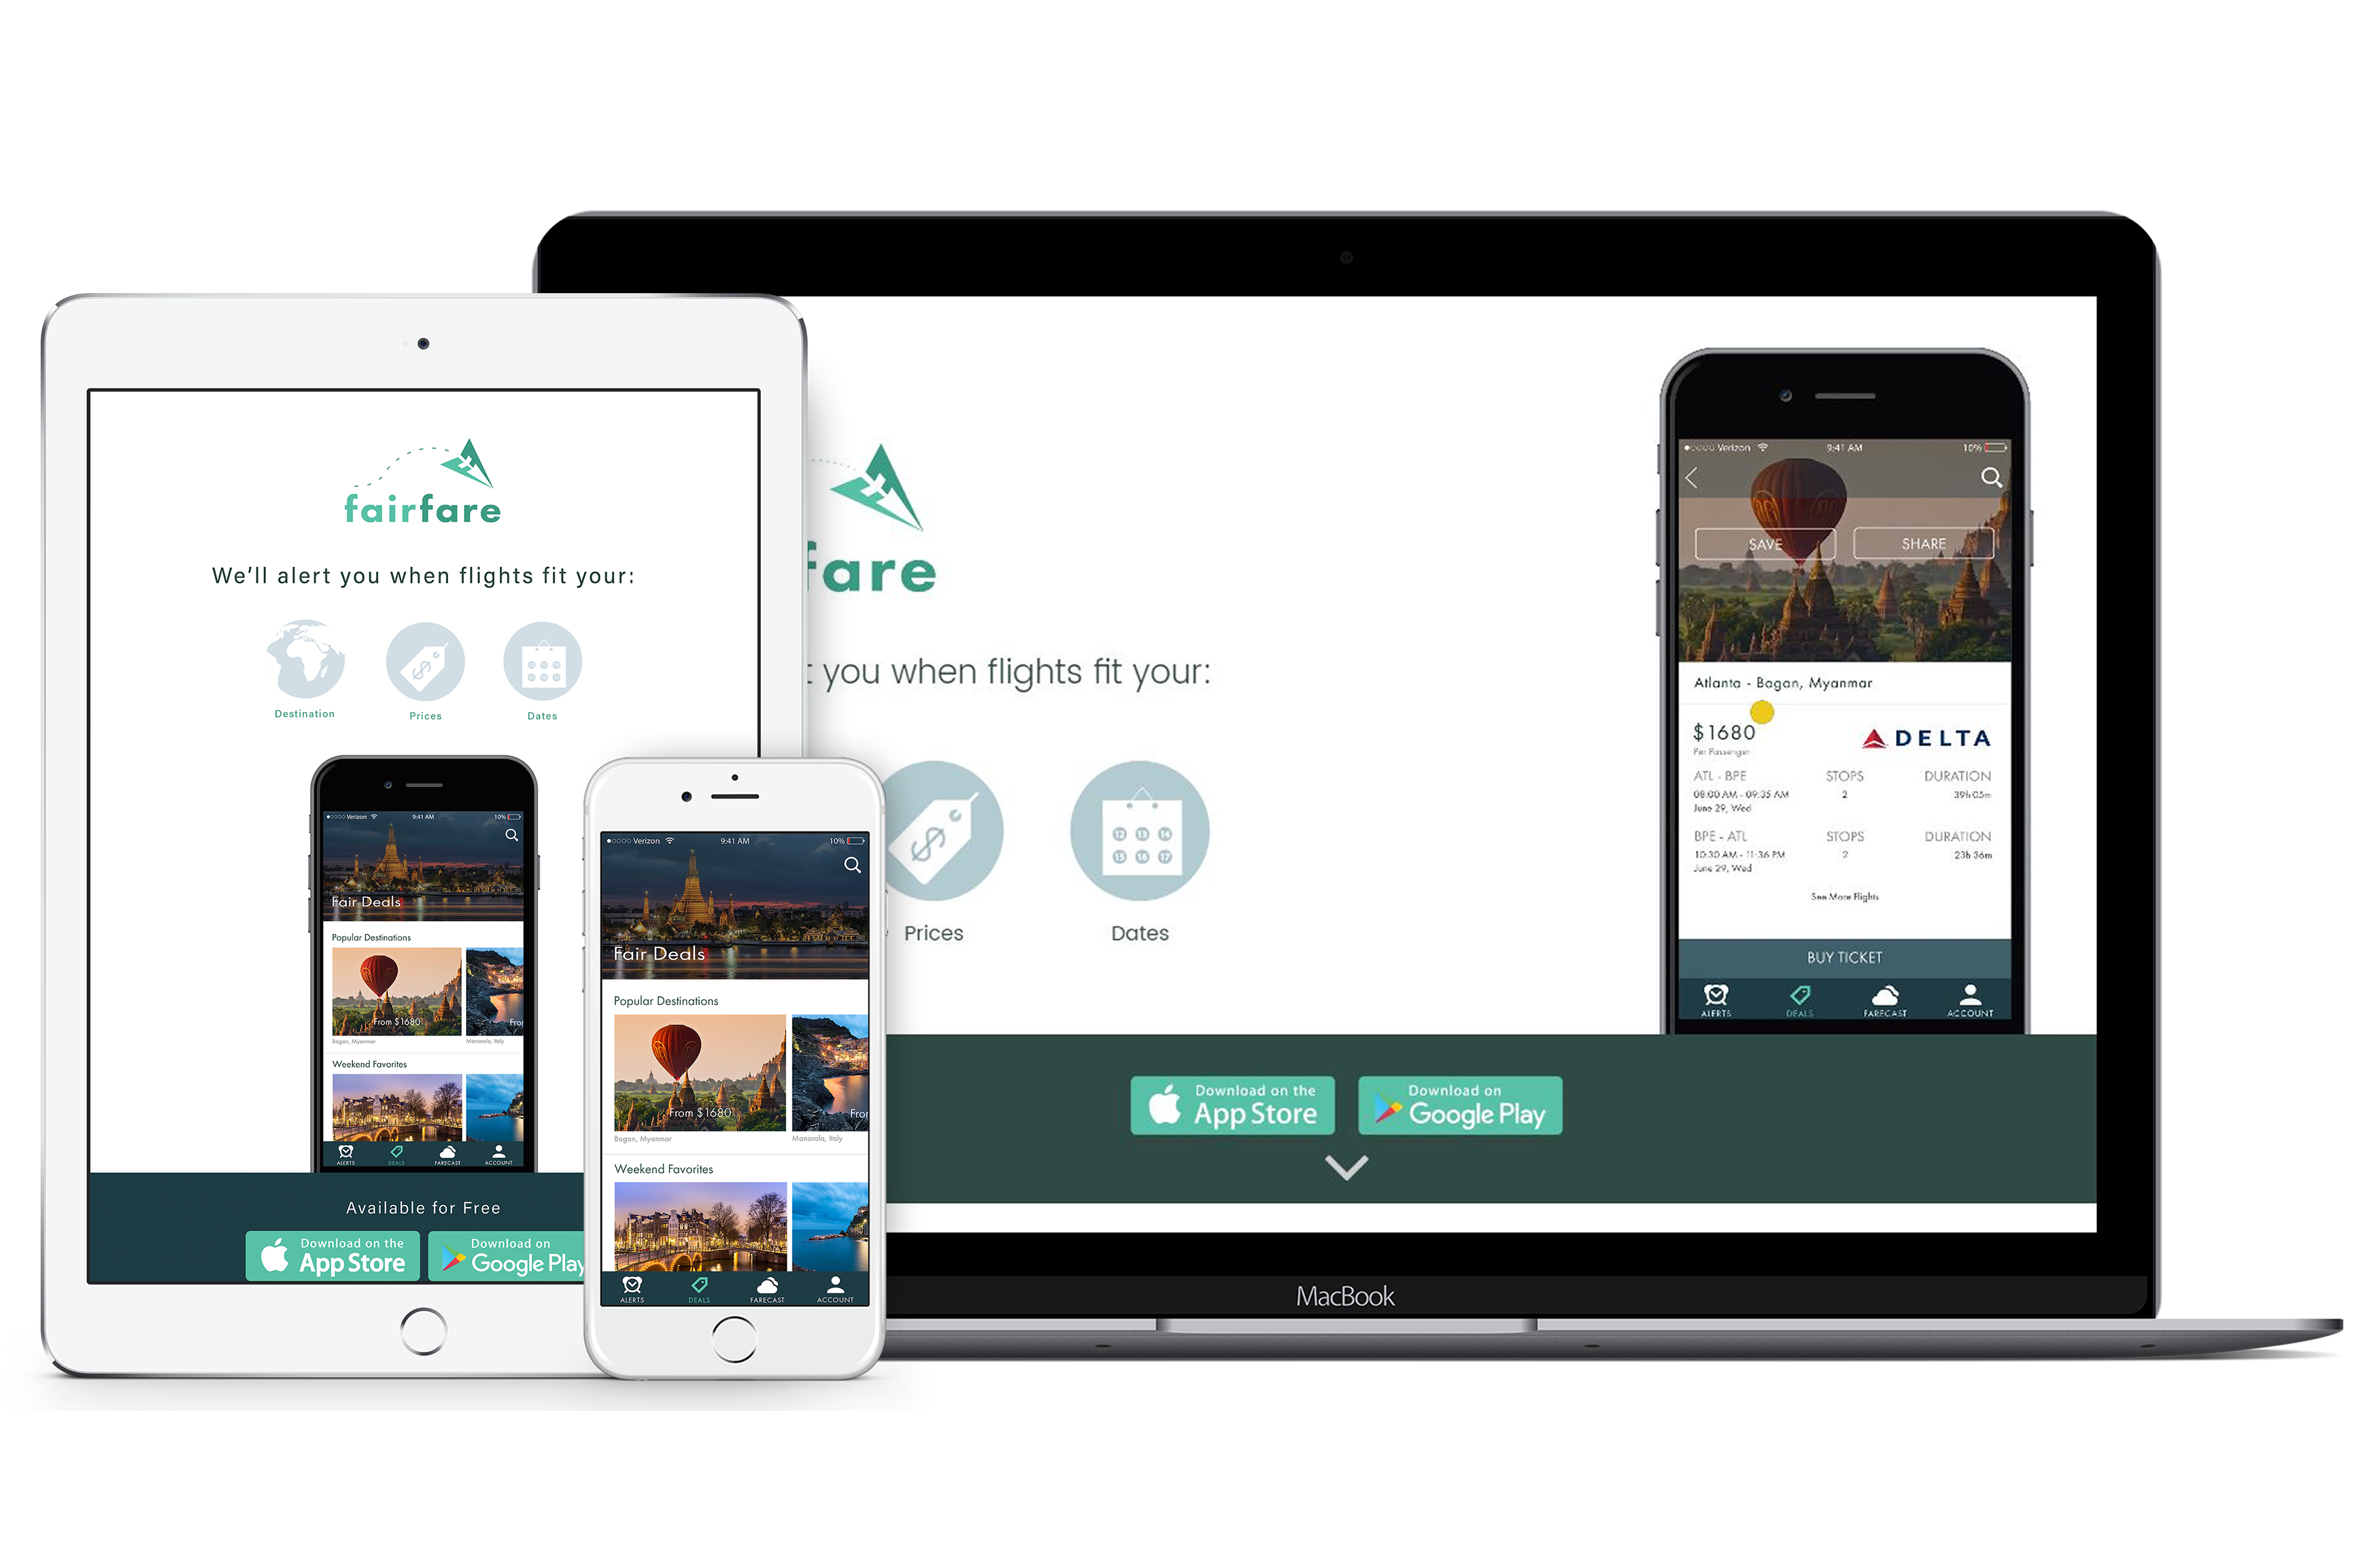 fairfare
We'll alert you when flights fit your:
Destination
Prices
Dates
Verizon
9:41 AM
10%
Fair Deals
Popular Destinations
From $1680
Fro
Bagan, Myanmar
Manarola, Italy
Weekend Favorites
ALERTS
DEALS
FARECAST
ACCOUNT
Available for Free
Download on the
App Store
Download on
Google Play
Verizon
9:41 AM
10%
Fair Deals
Popular Destinations
From $1680
Fror
Bagan, Myanmar
Manarola, Italy
Weekend Favorites
ALERTS
DEALS
FARECAST
ACCOUNT
fare
t you when flights fit your:
Prices
12 13 14
15 16 17
Dates
Verizon
9:41 AM
10%
SAVE
SHARE
Atlanta - Bagan, Myanmar
$1680
Per Passenger
DELTA
ATL - BPE
STOPS
DURATION
08:00 AM - 09:35 AM
2
39h 05m
June 29, Wed
BPE - ATL
STOPS
DURATION
10:30 AM - 11:36 PM
2
23h 36m
June 29, Wed
See More Flights
BUY TICKET
ALERTS
DEALS
FARECAST
ACCOUNT
Download on the
App Store
Download on
Google Play
MacBook